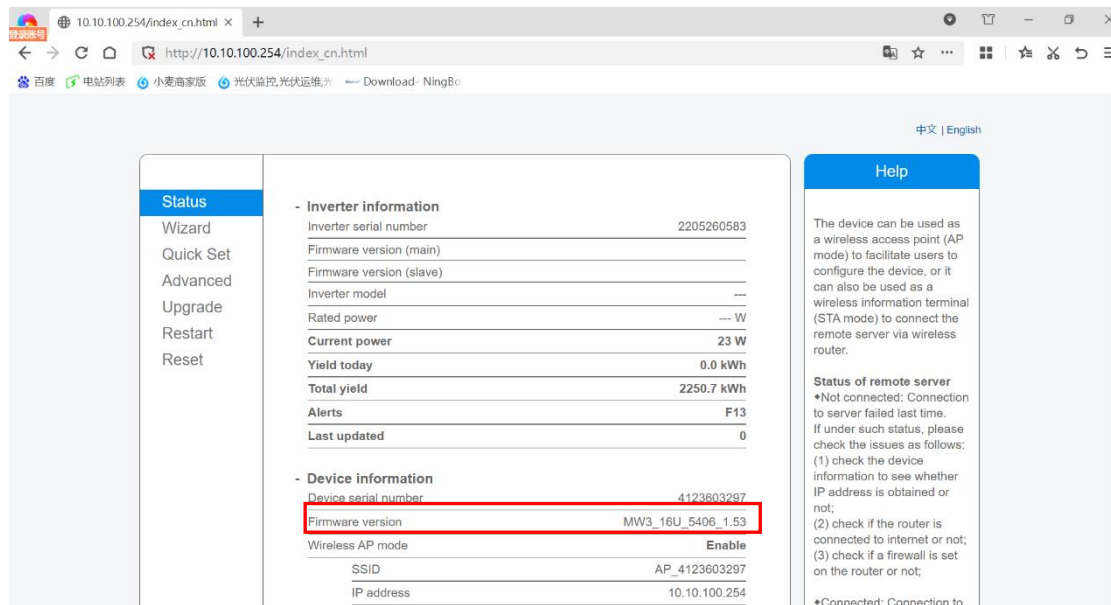 登录账号
10.10.100.254/index_cn.html
http://10.10.100.254/index_cn.html
百度 电站列表 小麦商家版 光伏监控,光伏运维,光 Download- NingBo
中文 | English
Status
Wizard
Quick Set
Advanced
Upgrade
Restart
Reset
- Inverter information
Inverter serial number 2205260583
Firmware version (main)
Firmware version (slave)
Inverter model ---
Rated power --- W
Current power 23 W
Yield today 0.0 kWh
Total yield 2250.7 kWh
Alerts F13
Last updated 0
- Device information
Device serial number 4123603297
Firmware version MW3_16U_5406_1.53
Wireless AP mode Enable
SSID AP_4123603297
IP address 10.10.100.254
Help
The device can be used as
a wireless access point (AP
mode) to facilitate users to
configure the device, or it
can also be used as a
wireless information terminal
(STA mode) to connect the
remote server via wireless
router.
Status of remote server
◆Not connected: Connection
to server failed last time.
If under such status, please
check the issues as follows:
(1) check the device
information to see whether
IP address is obtained or
not;
(2) check if the router is
connected to internet or not;
(3) check if a firewall is set
on the router or not;
◆Connected: Connection to